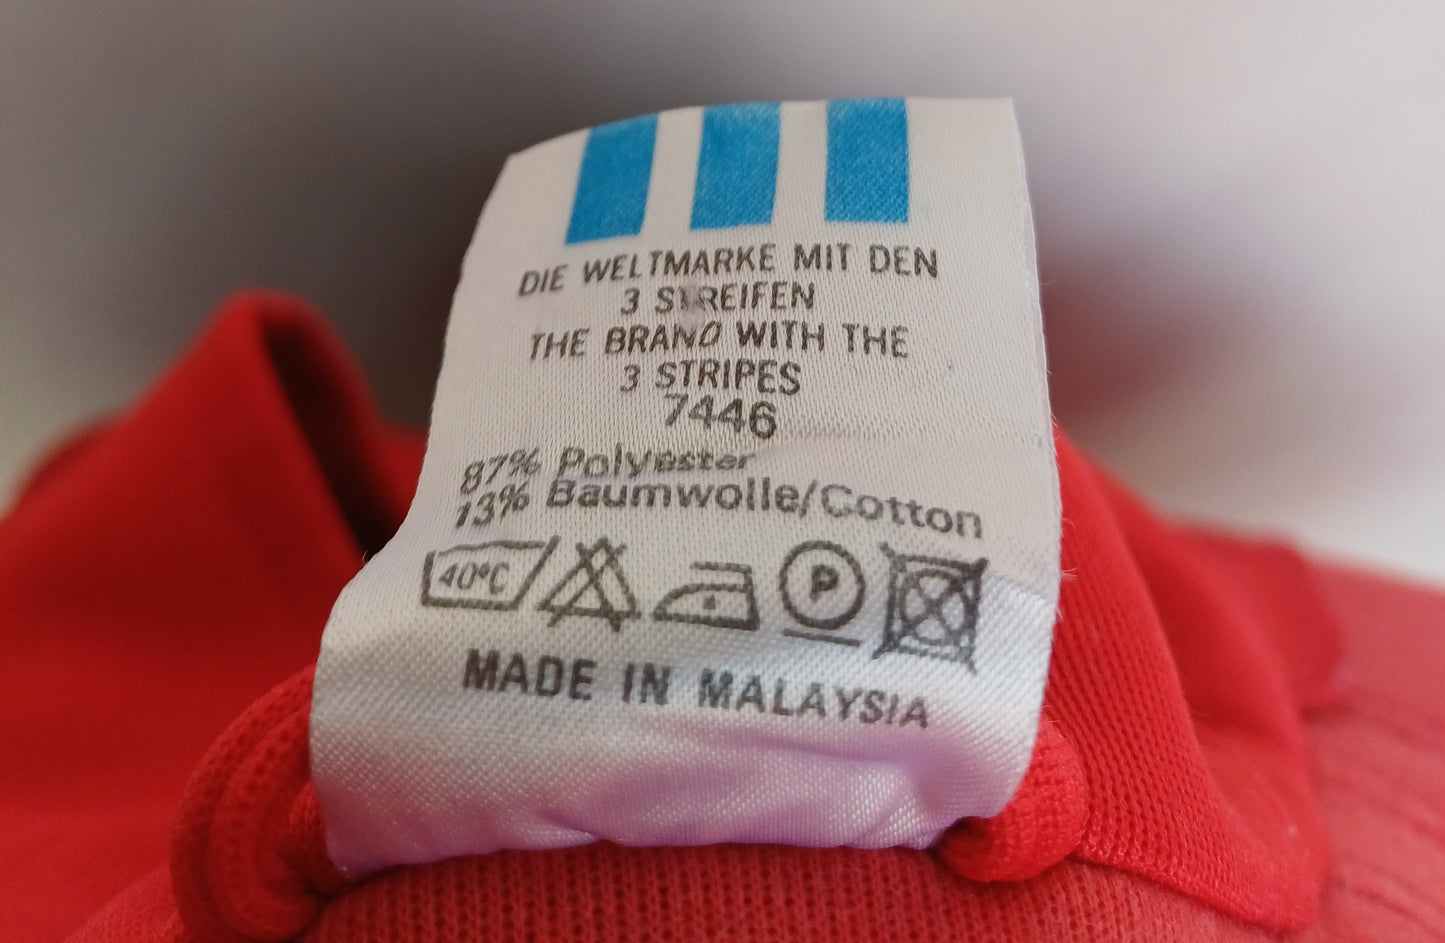 DIE WELTMARKE MIT DEN
3 STREIFEN
THE BRAND WITH THE
3 STRIPES
7446
87% Polyester
13% Baumwolle/Cotton
40°C P
MADE IN MALAYSIA